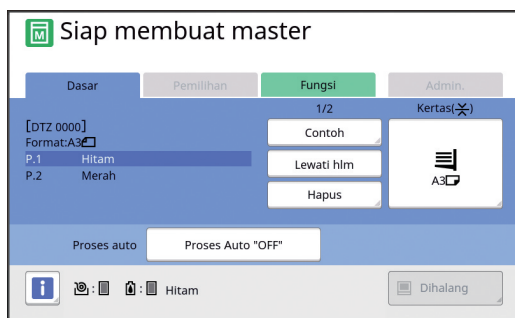 Siap membuat master
Dasar Pemilihan Fungsi Admin.
1/2 Kertas( )
[DTZ 0000]
Format:A3
P.1 Hitam
P.2 Merah
Contoh
Lewati hlm
Hapus
A3
Proses auto Proses Auto "OFF"
i : : Hitam Dihalang